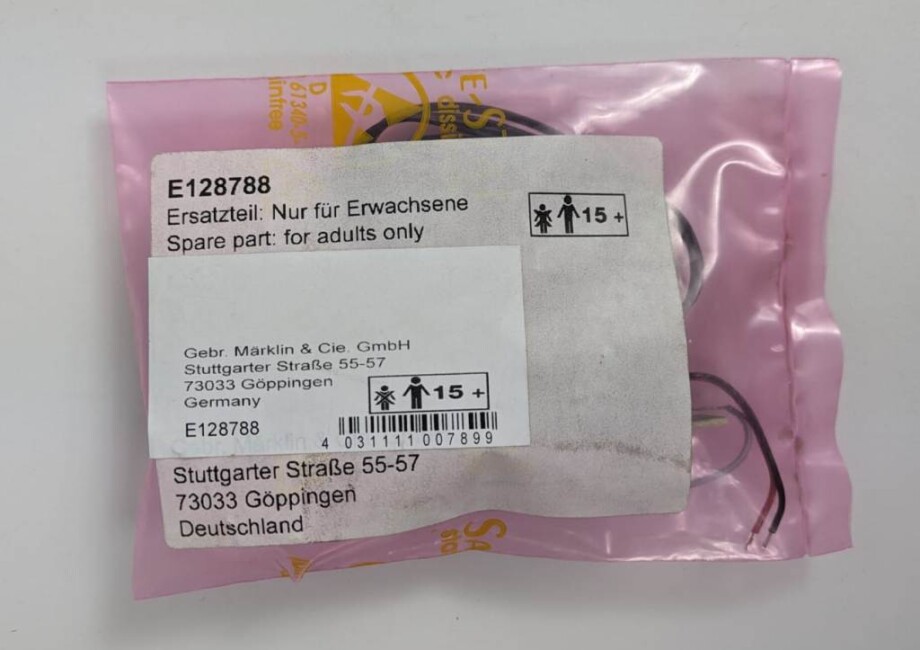 E128788
Ersatzteil: Nur für Erwachsene
Spare part: for adults only
15 +
Gebr. Märklin & Cie. GmbH
Stuttgarter Straße 55-57
73033 Göppingen
Germany
15 +
E128788
4 031111 007899
Stuttgarter Straße 55-57
73033 Göppingen
Deutschland